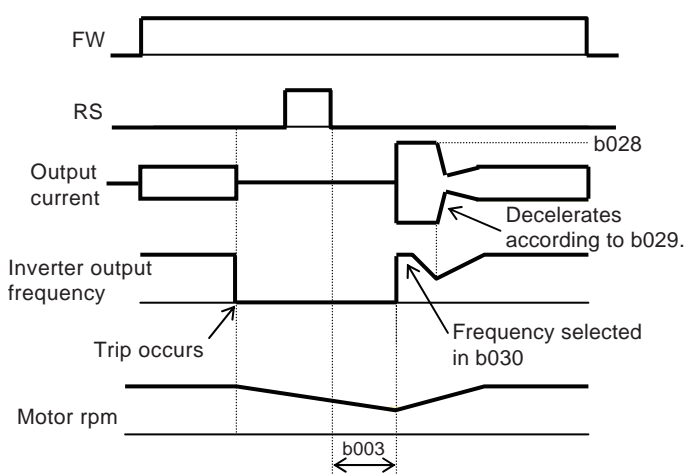 FW
RS
b028
Output
current
Decelerates
according to b029.
Inverter output
frequency
Trip occurs
Frequency selected
in b030
Motor rpm
b003